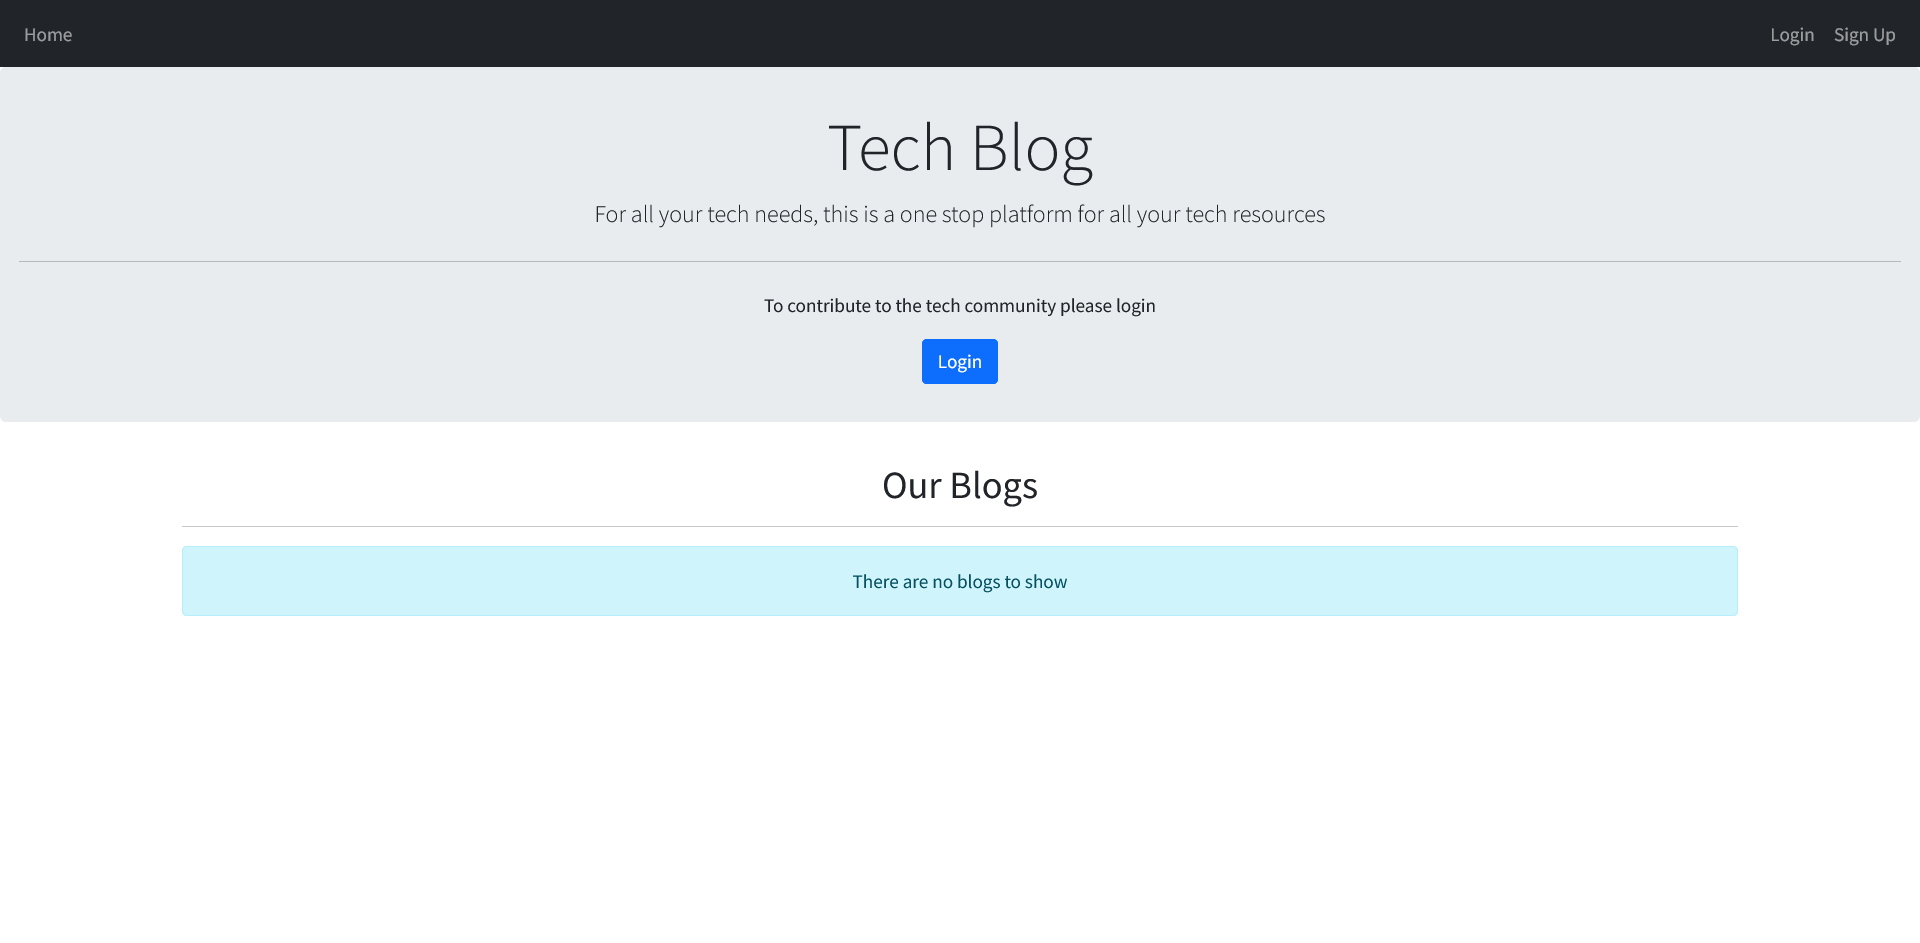 Home
Login
Sign Up
Tech Blog
For all your tech needs, this is a one stop platform for all your tech resources
To contribute to the tech community please login
Login
Our Blogs
There are no blogs to show